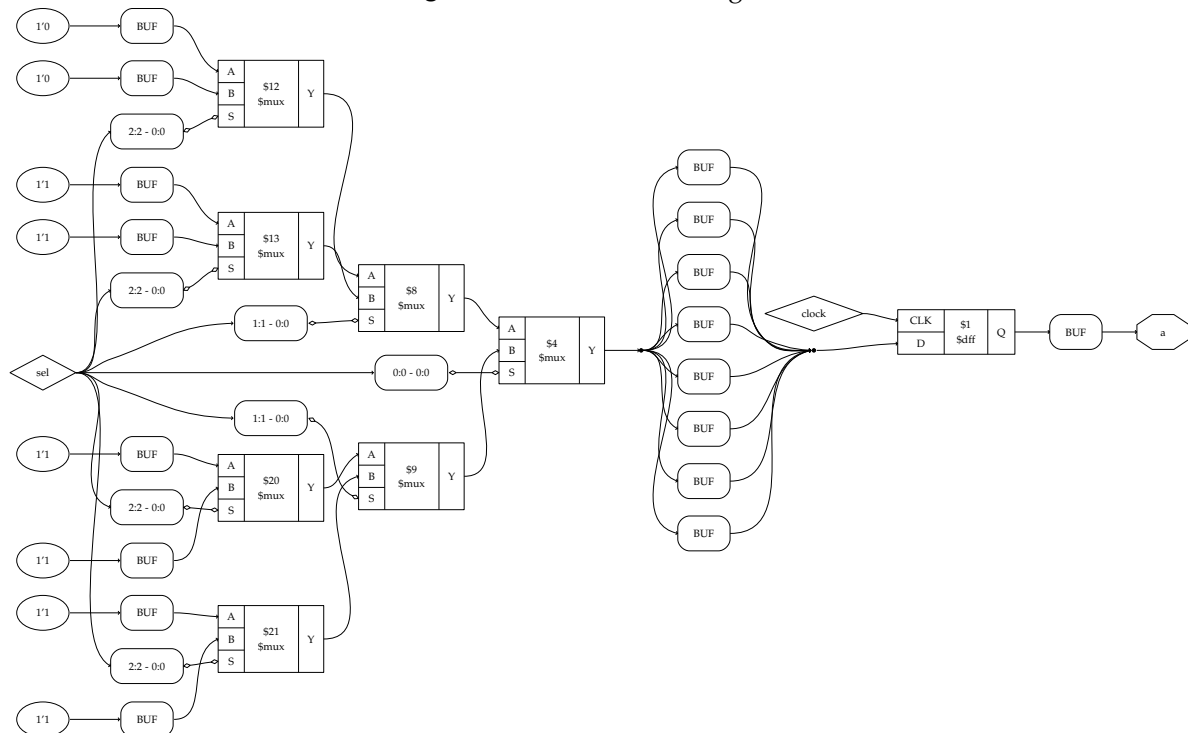 1'0
BUF
1'0
BUF
A
B
S
$12
$mux
Y
2:2 - 0:0
1'1
BUF
1'1
BUF
A
B
S
$13
$mux
Y
2:2 - 0:0
1:1 - 0:0
A
B
S
$8
$mux
Y
sel
0:0 - 0:0
1:1 - 0:0
A
B
S
$4
$mux
Y
1'1
BUF
2:2 - 0:0
1'1
BUF
A
B
S
$20
$mux
Y
A
B
S
$9
$mux
Y
1'1
BUF
2:2 - 0:0
1'1
BUF
A
B
S
$21
$mux
Y
BUF
BUF
BUF
BUF
BUF
BUF
BUF
BUF
clock
CLK
D
$1
$dff
Q
BUF
a